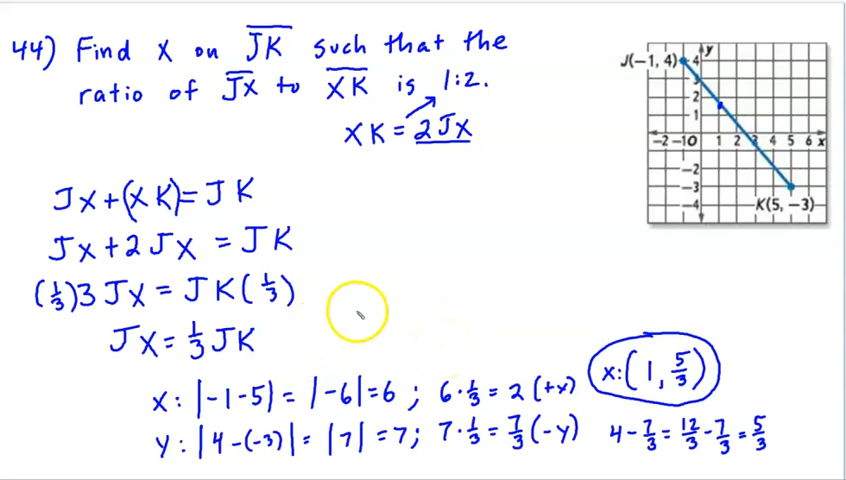 44) Find X on JK such that the
ratio of JX to XK is 1:2.
XK = 2JX
JX + (XK) = JK
JX + 2JX = JK
(1/3) 3 JX = JK (1/3)
JX = 1/3 JK
x: |-1-5| = |-6| = 6 ; 6 · 1/3 = 2 (+x)
y: |4-(-3)| = |7| = 7; 7 · 1/3 = 7/3 (-y)
x: (1, 5/3)
4 - 7/3 = 12/3 - 7/3 = 5/3
y
J(−1, 4)
4
3
2
1
−2 −1 O 1 2 3 4 5 6 x
−2
−3
−4
K(5, −3)